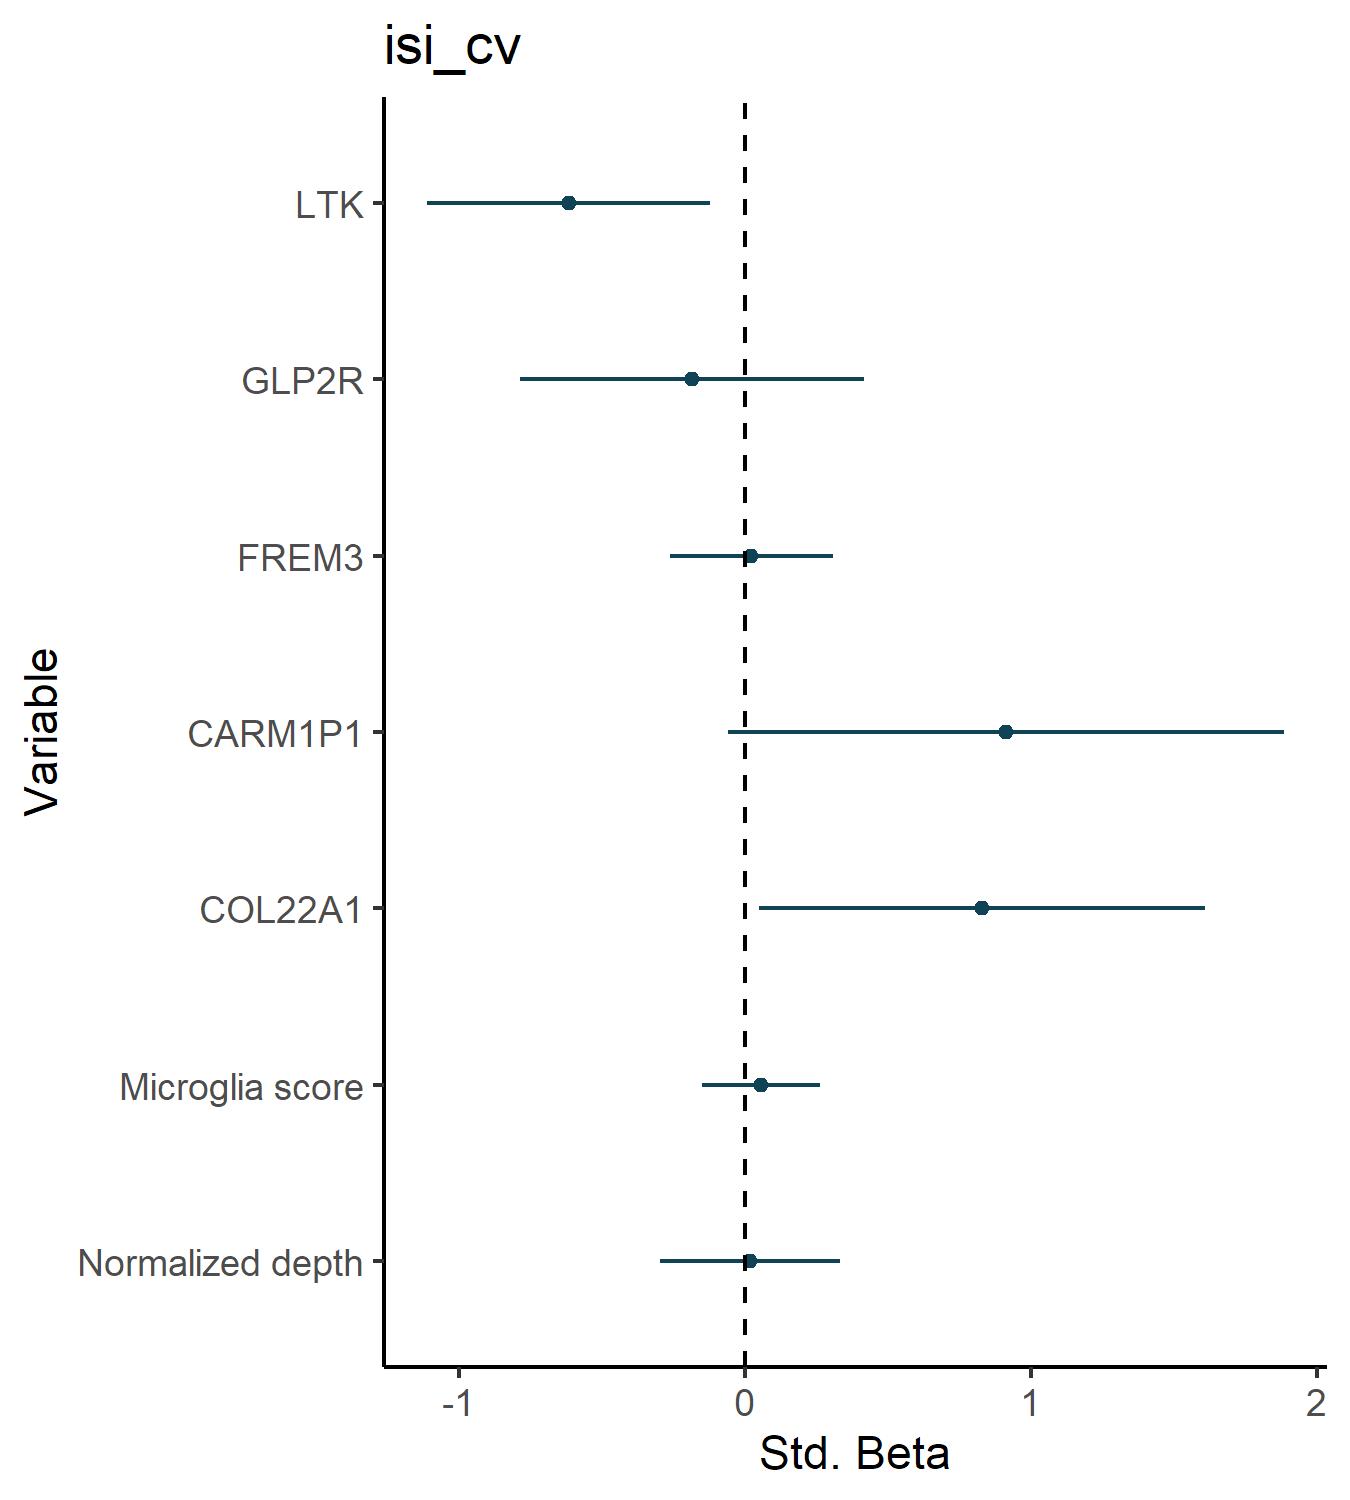 isi_cv
LTK
GLP2R
FREM3
CARM1P1
COL22A1
Microglia score
Normalized depth
Variable
-1
0
1
2
Std. Beta